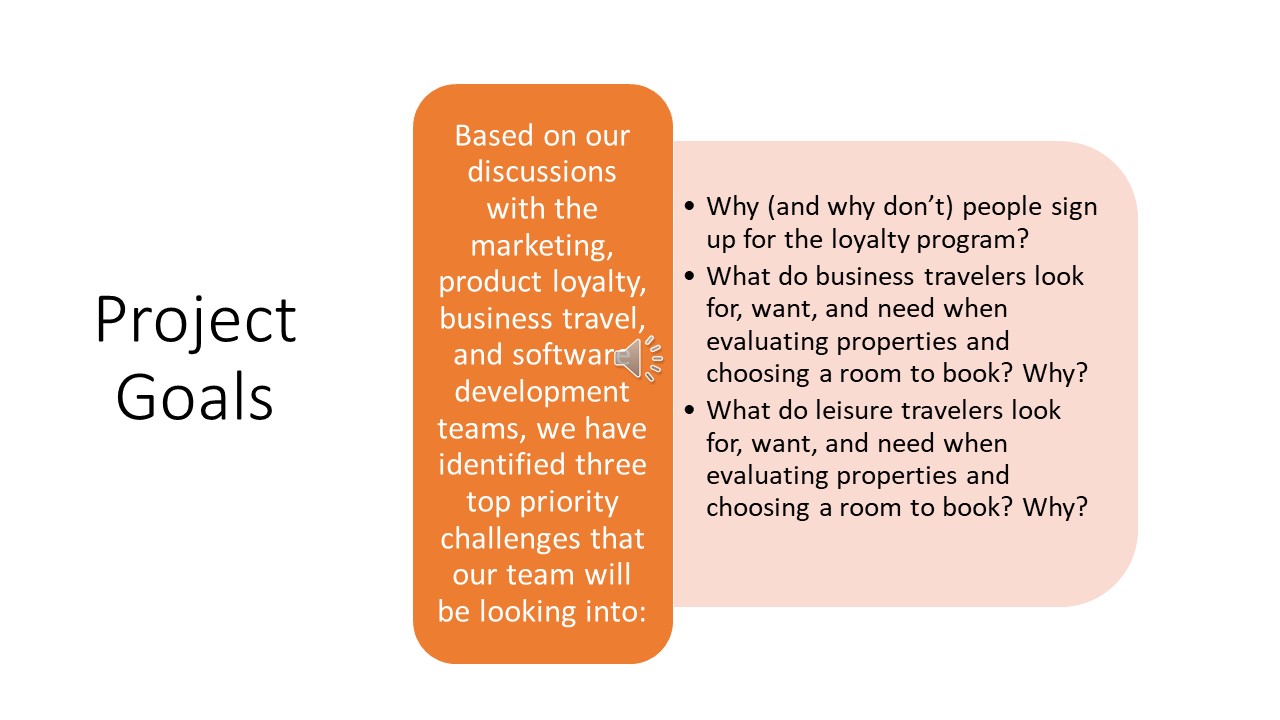 Project
Goals
Based on our
discussions
with the
marketing,
product loyalty,
business travel,
and software
development
teams, we have
identified three
top priority
challenges that
our team will
be looking into:
• Why (and why don’t) people sign
up for the loyalty program?
• What do business travelers look
for, want, and need when
evaluating properties and
choosing a room to book? Why?
• What do leisure travelers look
for, want, and need when
evaluating properties and
choosing a room to book? Why?